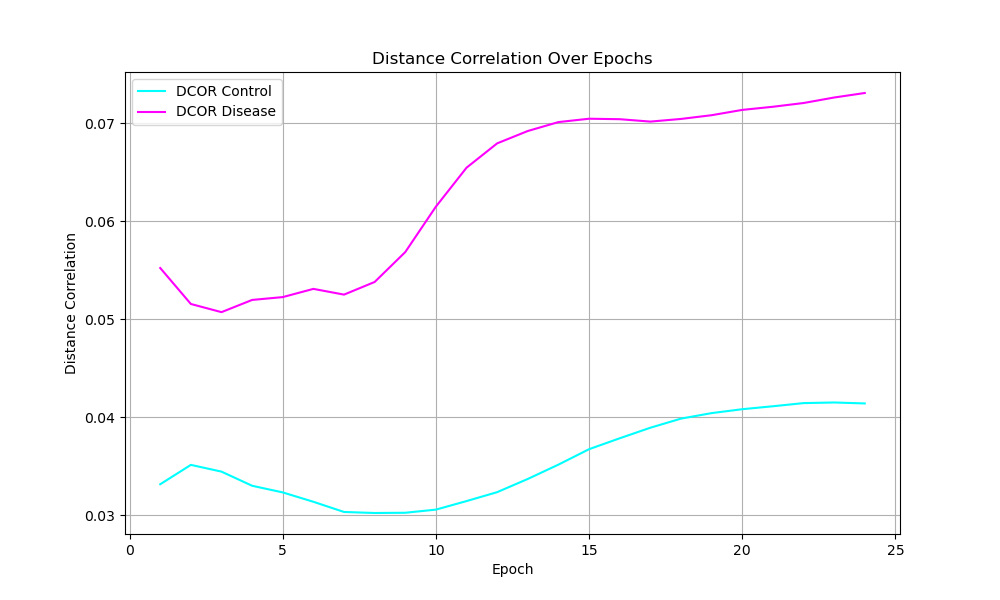 Distance Correlation Over Epochs
DCOR Control
DCOR Disease
Distance Correlation
0.07
0.06
0.05
0.04
0.03
0
5
10
15
20
25
Epoch